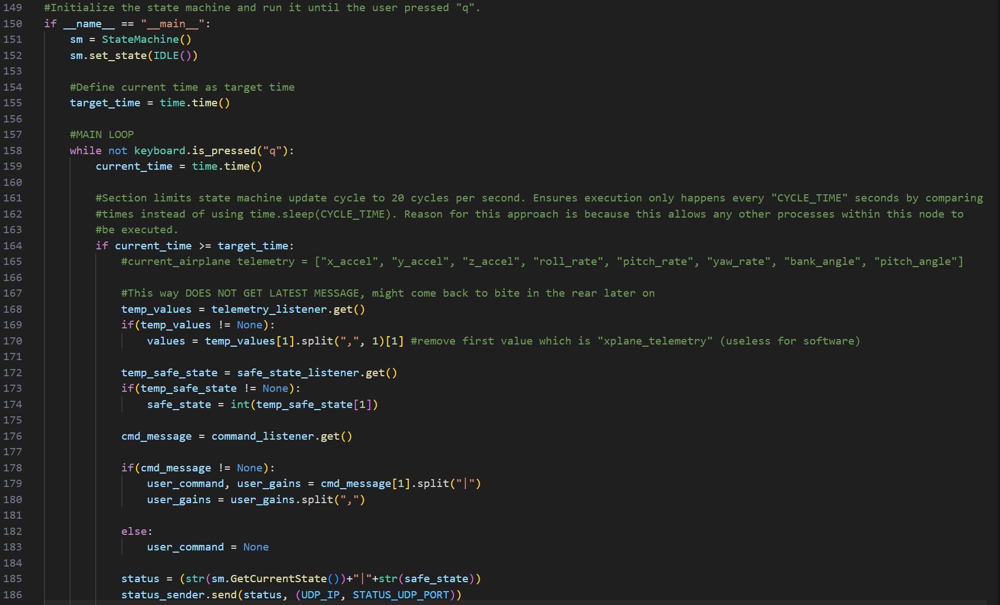 149 #Initialize the state machine and run it until the user pressed "q".
150 if __name__ == "__main__":
151     sm = StateMachine()
152     sm.set_state(IDLE())
153
154     #Define current time as target time
155     target_time = time.time()
156
157     #MAIN LOOP
158     while not keyboard.is_pressed("q"):
159         current_time = time.time()
160
161         #Section limits state machine update cycle to 20 cycles per second. Ensures execution only happens every "CYCLE_TIME" seconds by comparing
162         #times instead of using time.sleep(CYCLE_TIME). Reason for this approach is because this allows any other processes within this node to
163         #be executed.
164         if current_time >= target_time:
165             #current_airplane telemetry = ["x_accel", "y_accel", "z_accel", "roll_rate", "pitch_rate", "yaw_rate", "bank_angle", "pitch_angle"]
166
167             #This way DOES NOT GET LATEST MESSAGE, might come back to bite in the rear later on
168             temp_values = telemetry_listener.get()
169             if(temp_values != None):
170                 values = temp_values[1].split(",", 1)[1] #remove first value which is "xplane_telemetry" (useless for software)
171
172             temp_safe_state = safe_state_listener.get()
173             if(temp_safe_state != None):
174                 safe_state = int(temp_safe_state[1])
175
176             cmd_message = command_listener.get()
177
178             if(cmd_message != None):
179                 user_command, user_gains = cmd_message[1].split("|")
180                 user_gains = user_gains.split(",")
181
182             else:
183                 user_command = None
184
185             status = (str(sm.GetCurrentState())+"|"+str(safe_state))
186             status_sender.send(status, (UDP_IP, STATUS_UDP_PORT))